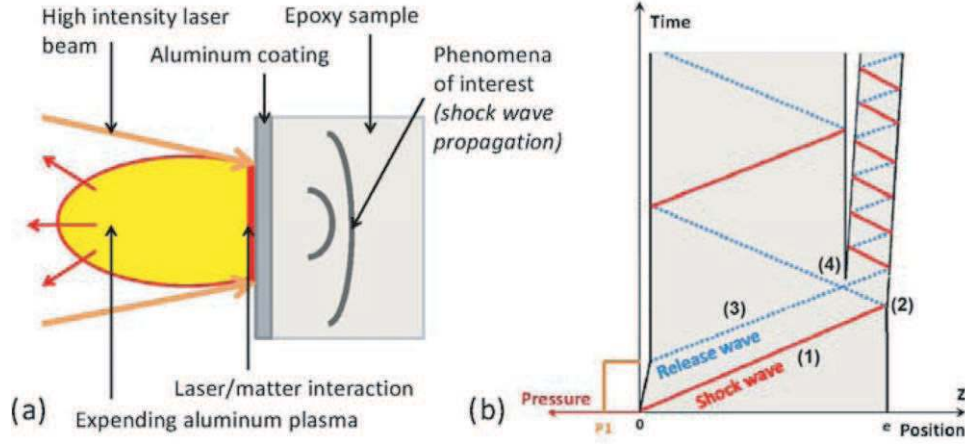 High intensity laser
beam
Aluminum coating
Epoxy sample
Phenomena
of interest
(shock wave
propagation)
Laser/matter interaction
Expending aluminum plasma
(a)
Time
(4)
(2)
(3)
Release wave
(1)
Shock wave
(b)
Pressure
P1
0
e
Z
Position